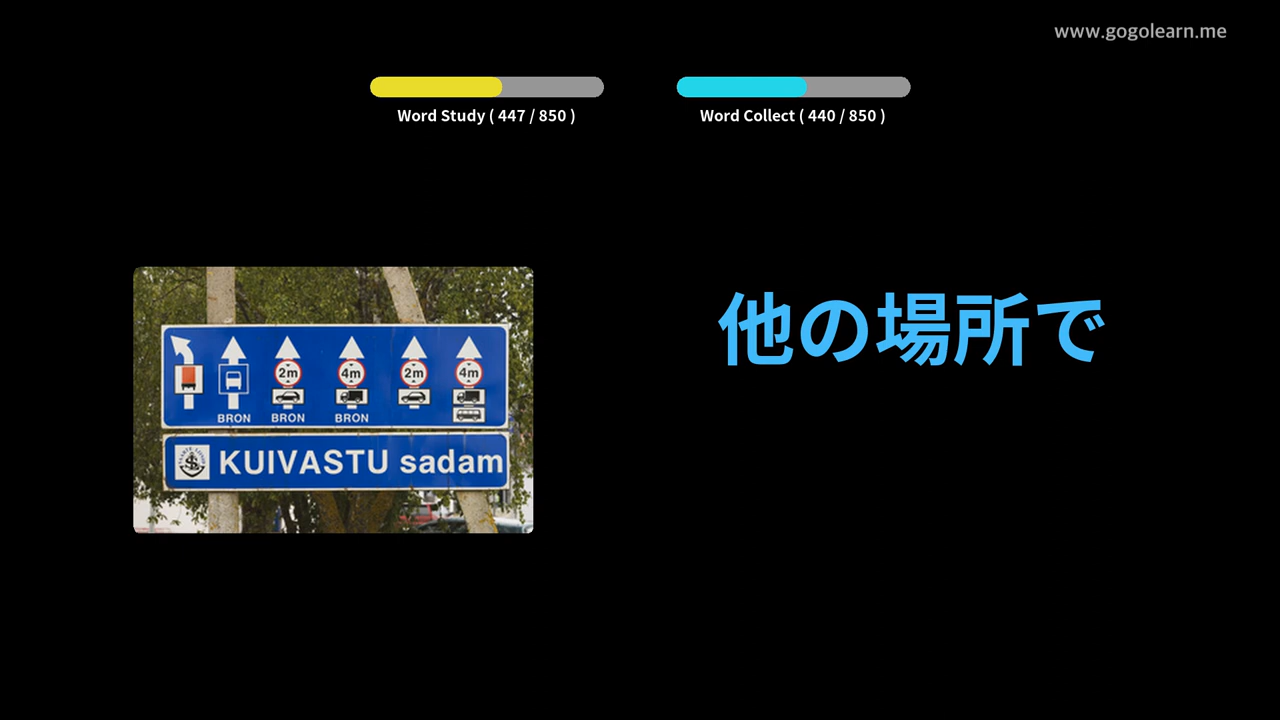 www.gogolearn.me
Word Study ( 447 / 850 )
Word Collect ( 440 / 850 )
他の場所で
2m
4m
2m
4m
BRON
BRON
BRON
KUIVASTU sadam